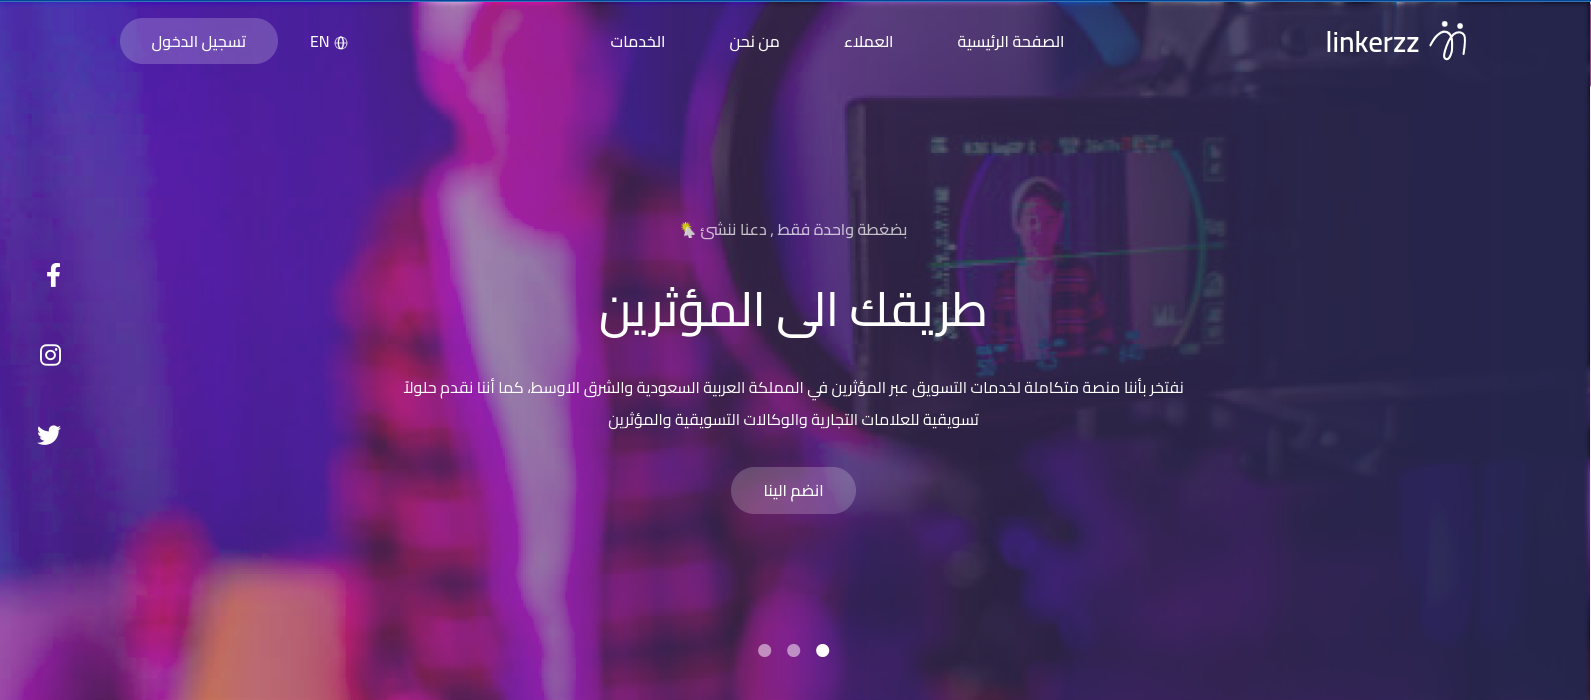 linkerzz
الصفحة الرئيسية
العملاء
من نحن
الخدمات
EN
تسجيل الدخول
بضغطة واحدة فقط , دعنا ننشئ
طريقك الى المؤثرين
نفتخر بأننا منصة متكاملة لخدمات التسويق عبر المؤثرين في المملكة العربية السعودية والشرق الاوسط، كما أننا نقدم حلولاً
تسويقية للعلامات التجارية والوكالات التسويقية والمؤثرين
انضم الينا